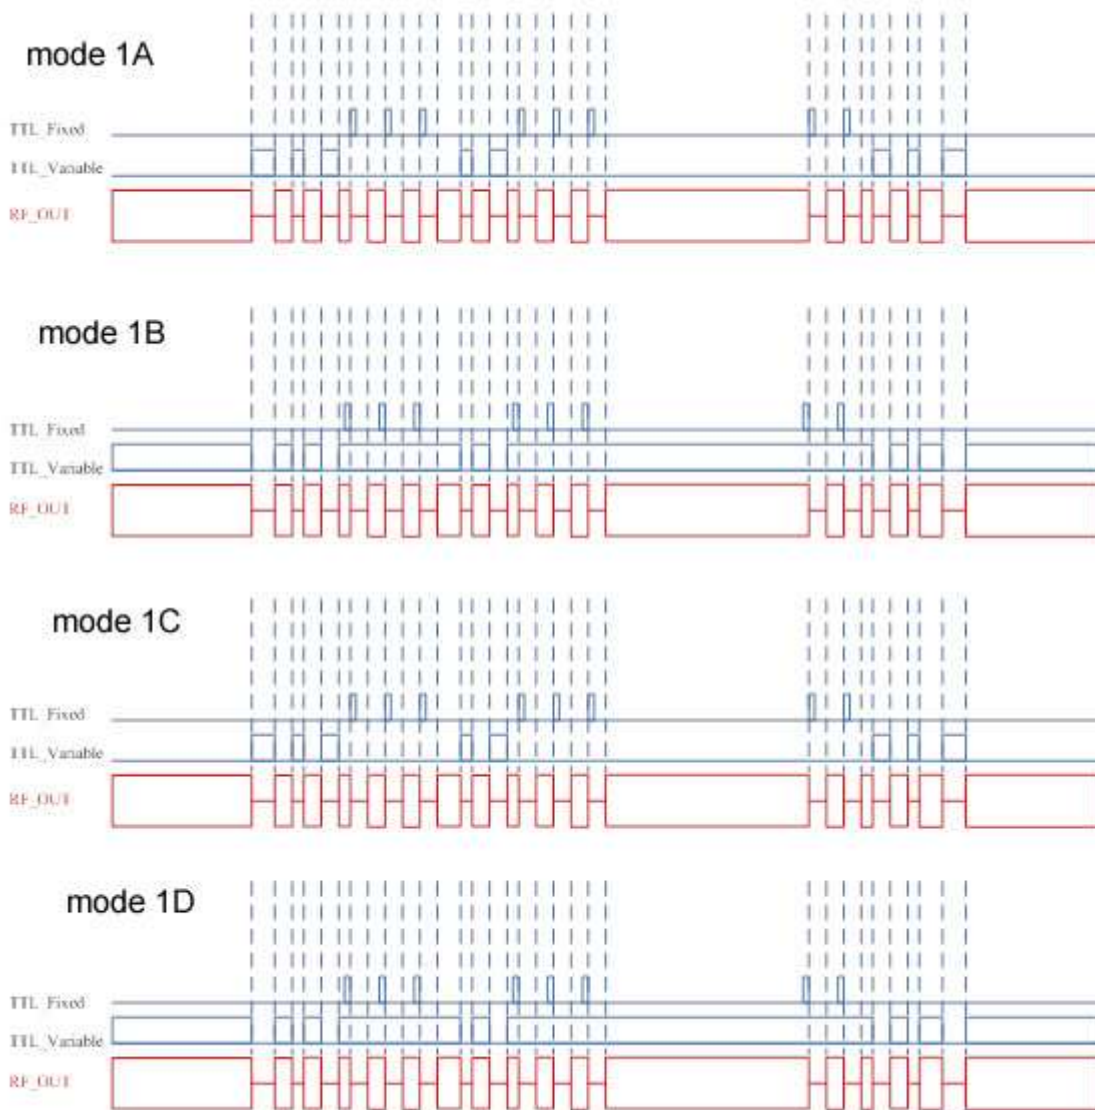 mode 1A
TTL_Fixed
TTL_Variable
RF_OUT
mode 1B
TTL_Fixed
TTL_Variable
RF_OUT
mode 1C
TTL_Fixed
TTL_Variable
RF_OUT
mode 1D
TTL_Fixed
TTL_Variable
RF_OUT